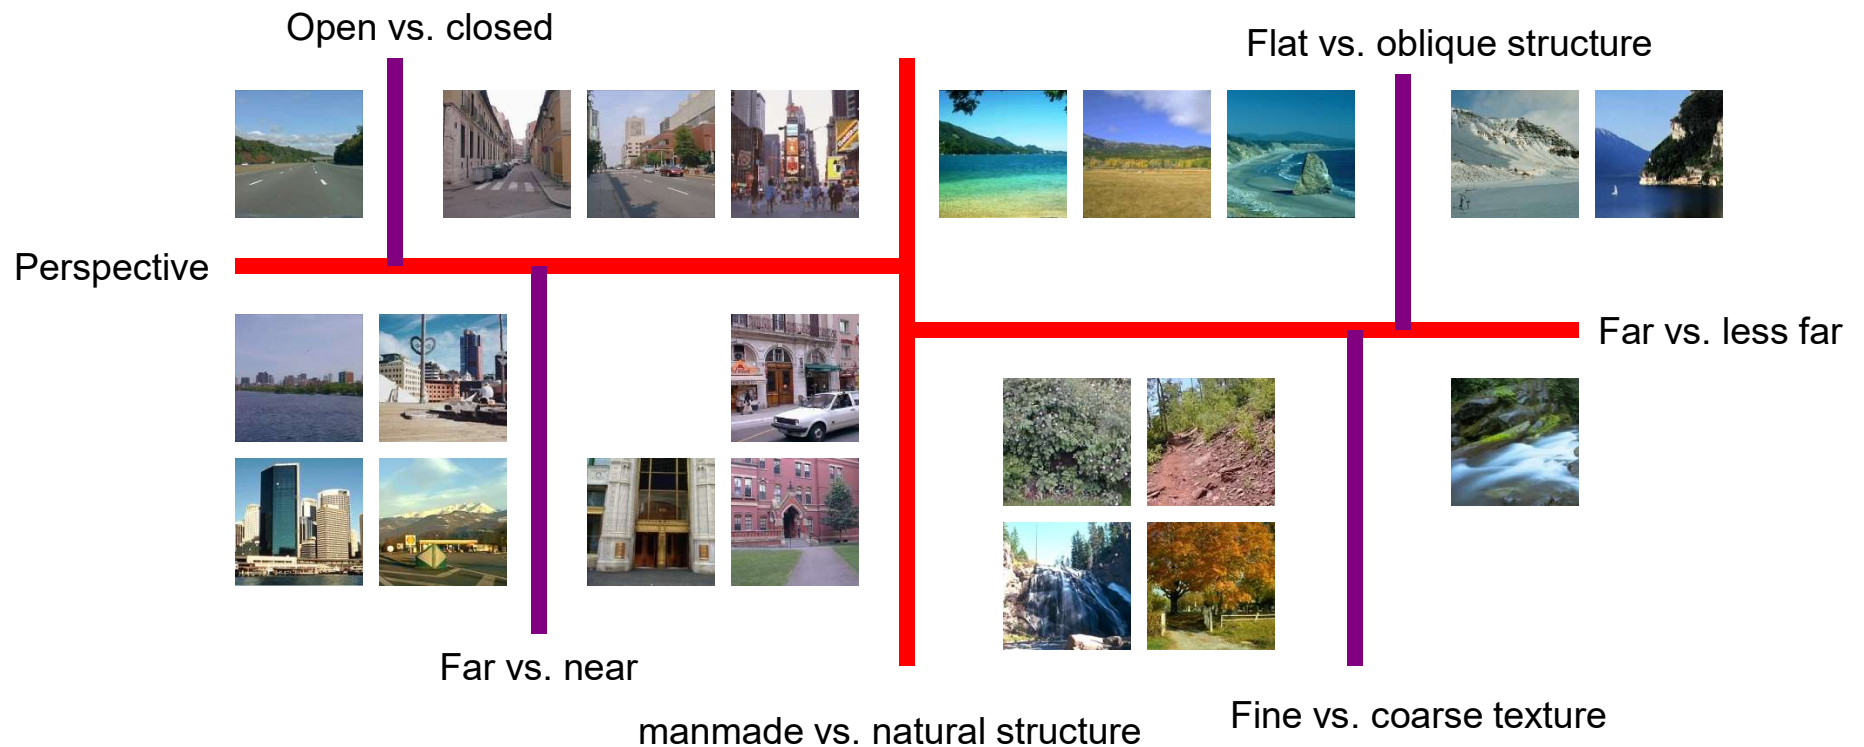 Open vs. closed
Flat vs. oblique structure
Perspective
Far vs. less far
Far vs. near
Fine vs. coarse texture
manmade vs. natural structure